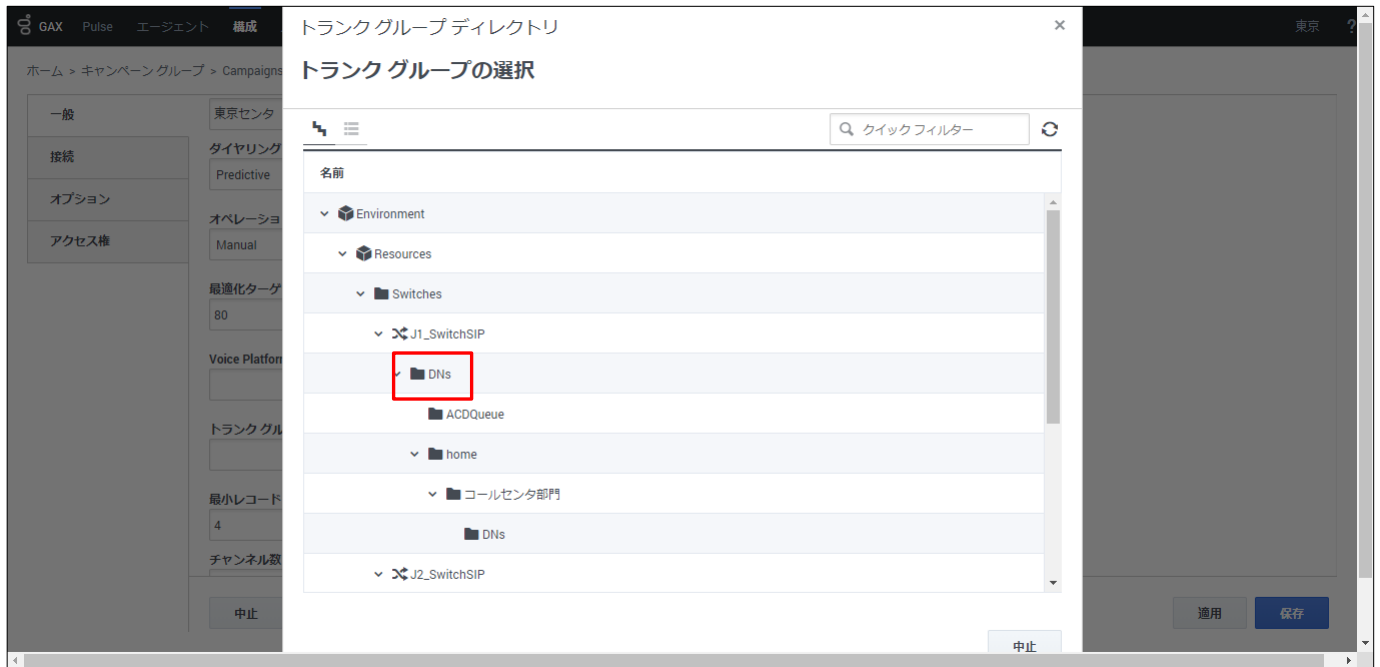 GAX Pulse エージェント 構成 東京 ?
ホーム > キャンペーン グループ > Campaigns
トランク グループ ディレクトリ
トランク グループの選択
一般
接続
オプション
アクセス権
東京センタ
ダイヤリング
Predictive
オペレーショ
Manual
最適化ターゲ
80
Voice Platfor
トランク グル
最小レコード
4
チャンネル数
中止
クイック フィルター
名前
Environment
Resources
Switches
J1_SwitchSIP
DNs
ACDQueue
home
コールセンタ部門
DNs
J2_SwitchSIP
中止
適用
保存